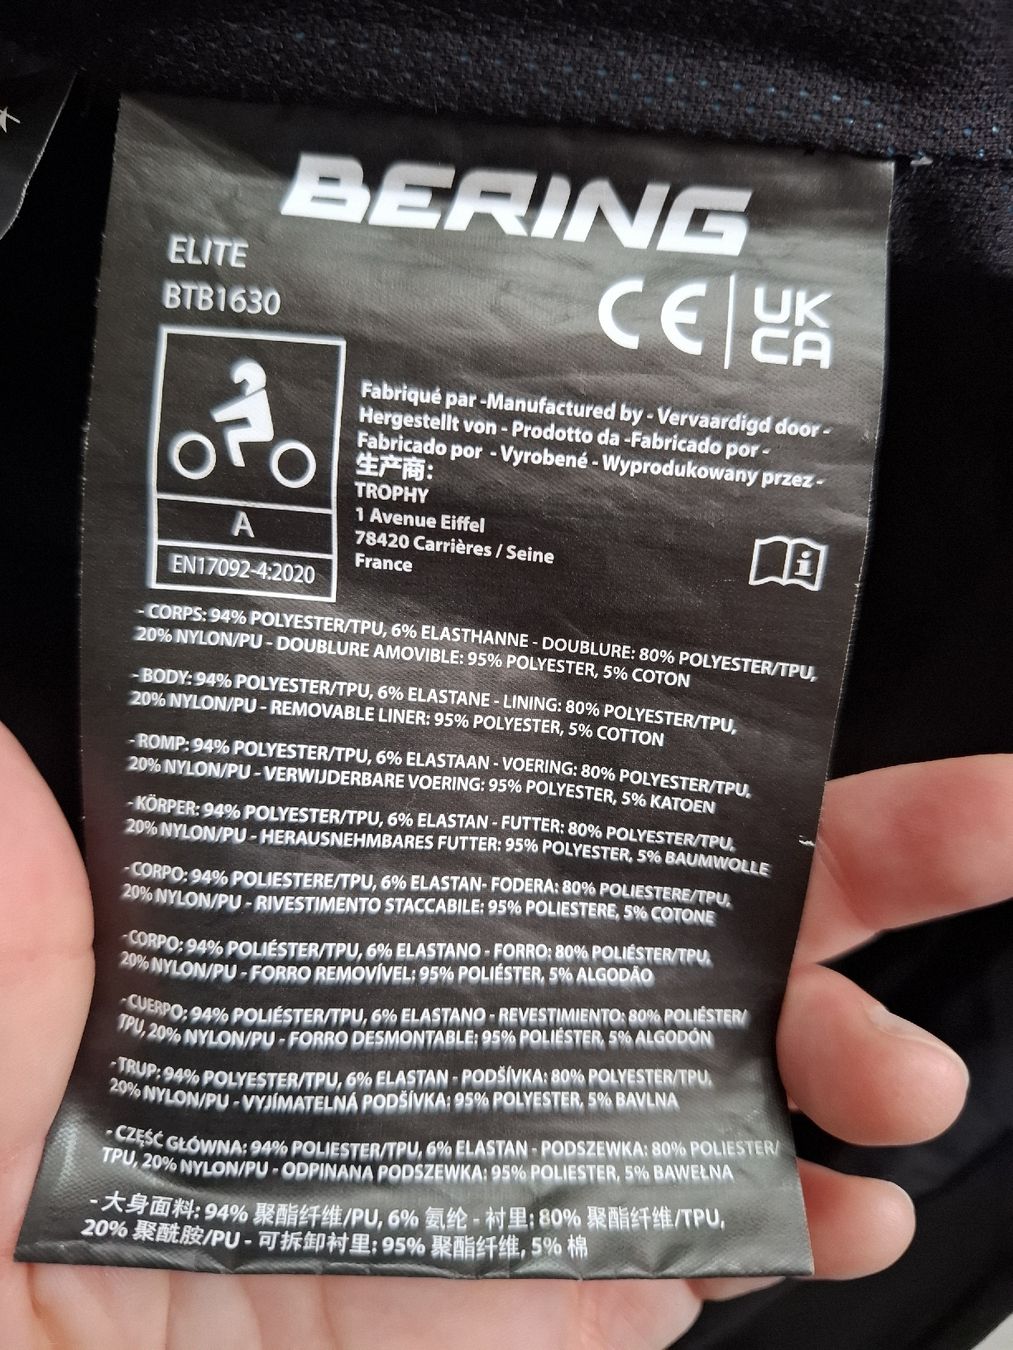 BERING
ELITE
BTB1630
CE
UK
CA
Fabriqué par -Manufactured by - Vervaardigd door -
Hergestellt von - Prodotto da -Fabricado por -
Fabricado por - Vyrobené - Wyprodukowany przez -
生产商:
TROPHY
1 Avenue Eiffel
78420 Carrières / Seine
France
A
EN17092-4:2020
i
- CORPS: 94% POLYESTER/TPU, 6% ELASTHANNE - DOUBLURE: 80% POLYESTER/TPU,
20% NYLON/PU - DOUBLURE AMOVIBLE: 95% POLYESTER, 5% COTON
- BODY: 94% POLYESTER/TPU, 6% ELASTANE - LINING: 80% POLYESTER/TPU,
20% NYLON/PU - REMOVABLE LINER: 95% POLYESTER, 5% COTTON
- ROMP: 94% POLYESTER/TPU, 6% ELASTAAN - VOERING: 80% POLYESTER/TPU,
20% NYLON/PU - VERWIJDERBARE VOERING: 95% POLYESTER, 5% KATOEN
- KÖRPER: 94% POLYESTER/TPU, 6% ELASTAN - FUTTER: 80% POLYESTER/TPU,
20% NYLON/PU - HERAUSNEHMBARES FUTTER: 95% POLYESTER, 5% BAUMWOLLE
- CORPO: 94% POLIESTERE/TPU, 6% ELASTAN- FODERA: 80% POLIESTERE/TPU,
20% NYLON/PU - RIVESTIMENTO STACCABILE: 95% POLIESTERE, 5% COTONE
- CORPO: 94% POLIÉSTER/TPU, 6% ELASTANO - FORRO: 80% POLIÉSTER/TPU,
20% NYLON/PU - FORRO REMOVÍVEL: 95% POLIÉSTER, 5% ALGODÃO
- CUERPO: 94% POLIÉSTER/TPU, 6% ELASTANO - REVESTIMIENTO: 80% POLIÉSTER/
TPU, 20% NYLON/PU - FORRO DESMONTABLE: 95% POLIÉSTER, 5% ALGODÓN
- TRUP: 94% POLYESTER/TPU, 6% ELASTAN - PODŠÍVKA: 80% POLYESTER/TPU,
20% NYLON/PU - VYJÍMATELNÁ PODŠÍVKA: 95% POLYESTER, 5% BAVLNA
- CZĘŚĆ GŁÓWNA: 94% POLIESTER/TPU, 6% ELASTAN - PODSZEWKA: 80% POLIESTER/
TPU, 20% NYLON/PU - ODPINANA PODSZEWKA: 95% POLIESTER, 5% BAWEŁNA
- 大身面料: 94% 聚酯纤维/PU, 6% 氨纶 - 衬里: 80% 聚酯纤维/TPU,
20% 聚酰胺/PU - 可拆卸衬里: 95% 聚酯纤维, 5% 棉